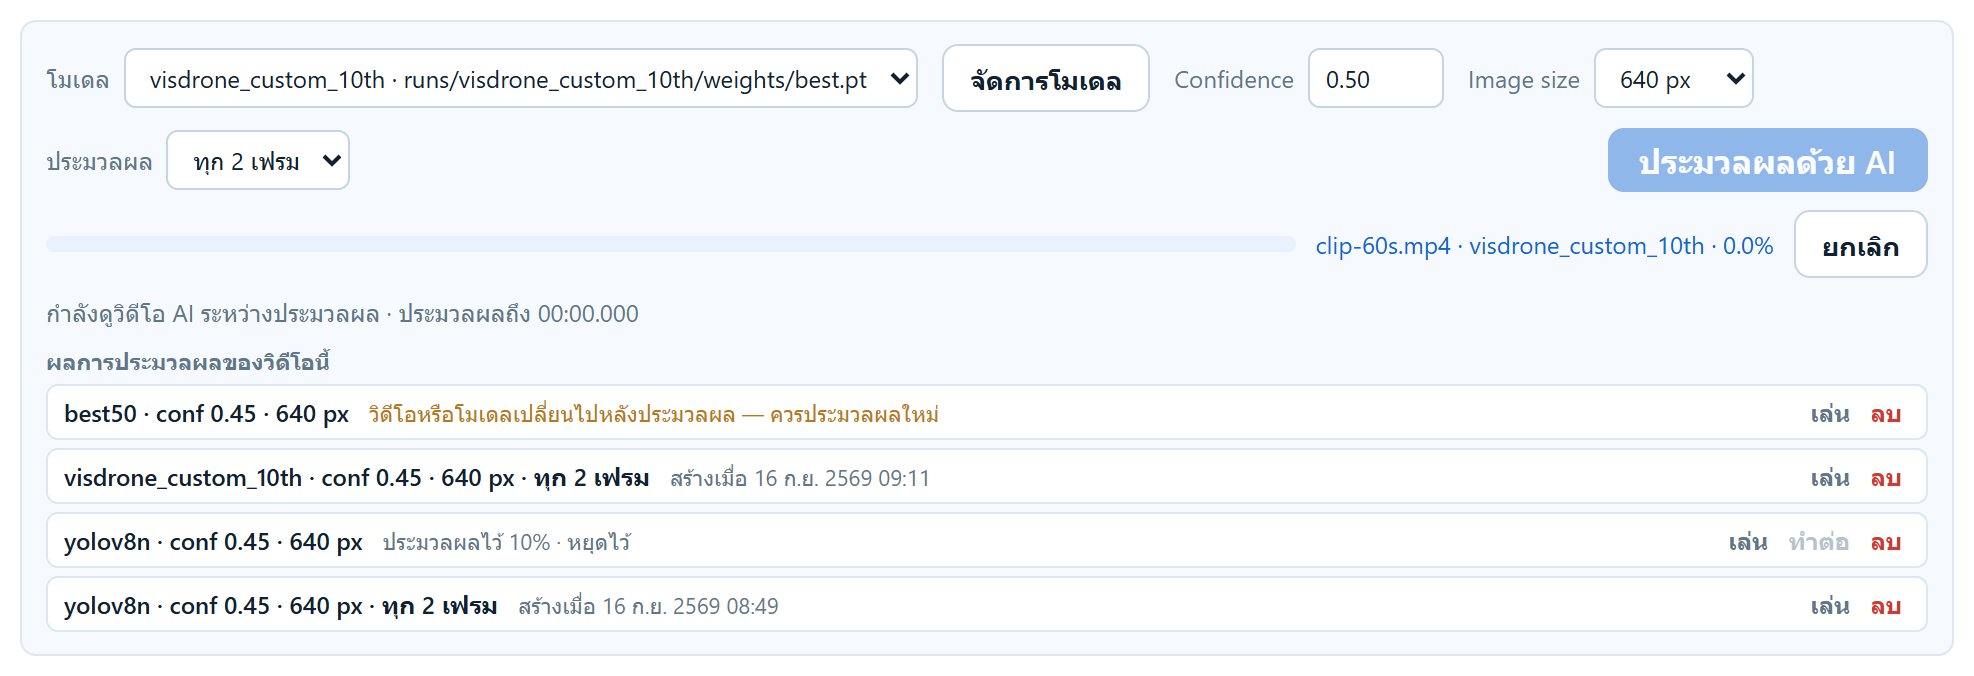 โมเดล visdrone_custom_10th · runs/visdrone_custom_10th/weights/best.pt จัดการโมเดล Confidence 0.50 Image size 640 px
ประมวลผล ทุก 2 เฟรม ประมวลผลด้วย AI
clip-60s.mp4 · visdrone_custom_10th · 0.0% ยกเลิก
กำลังดูวิดีโอ AI ระหว่างประมวลผล · ประมวลผลถึง 00:00.000
ผลการประมวลผลของวิดีโอนี้
best50 · conf 0.45 · 640 px วิดีโอหรือโมเดลเปลี่ยนไปหลังประมวลผล — ควรประมวลผลใหม่ เล่น ลบ
visdrone_custom_10th · conf 0.45 · 640 px · ทุก 2 เฟรม สร้างเมื่อ 16 ก.ย. 2569 09:11 เล่น ลบ
yolov8n · conf 0.45 · 640 px ประมวลผลไว้ 10% · หยุดไว้ เล่น ทำต่อ ลบ
yolov8n · conf 0.45 · 640 px · ทุก 2 เฟรม สร้างเมื่อ 16 ก.ย. 2569 08:49 เล่น ลบ